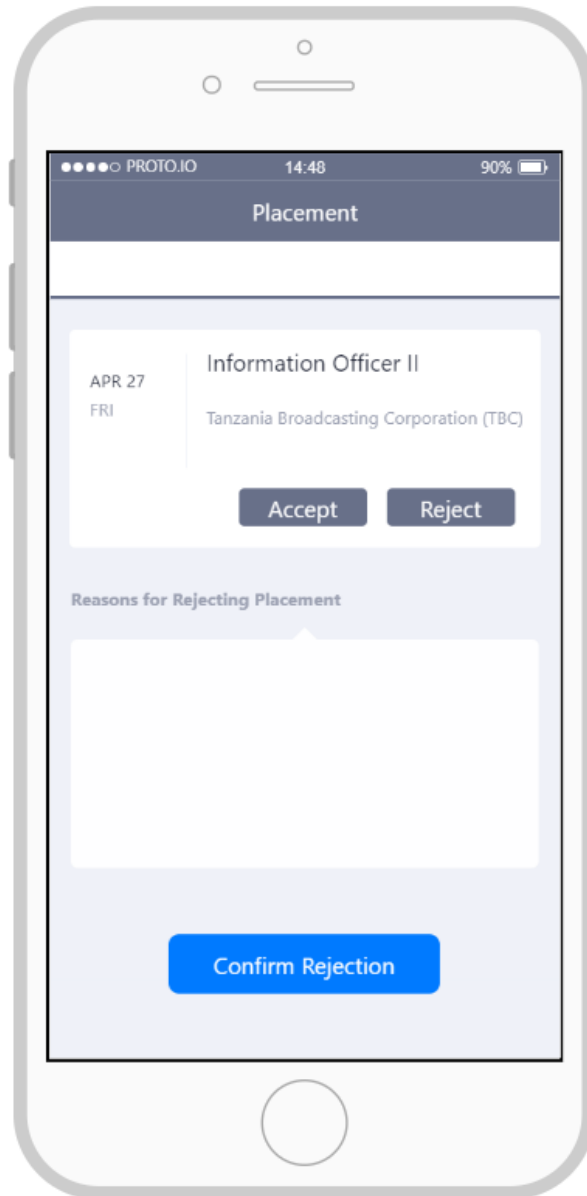 PROTO.IO 14:48 90%
Placement
Information Officer II
APR 27
FRI
Tanzania Broadcasting Corporation (TBC)
Accept Reject
Reasons for Rejecting Placement
Confirm Rejection